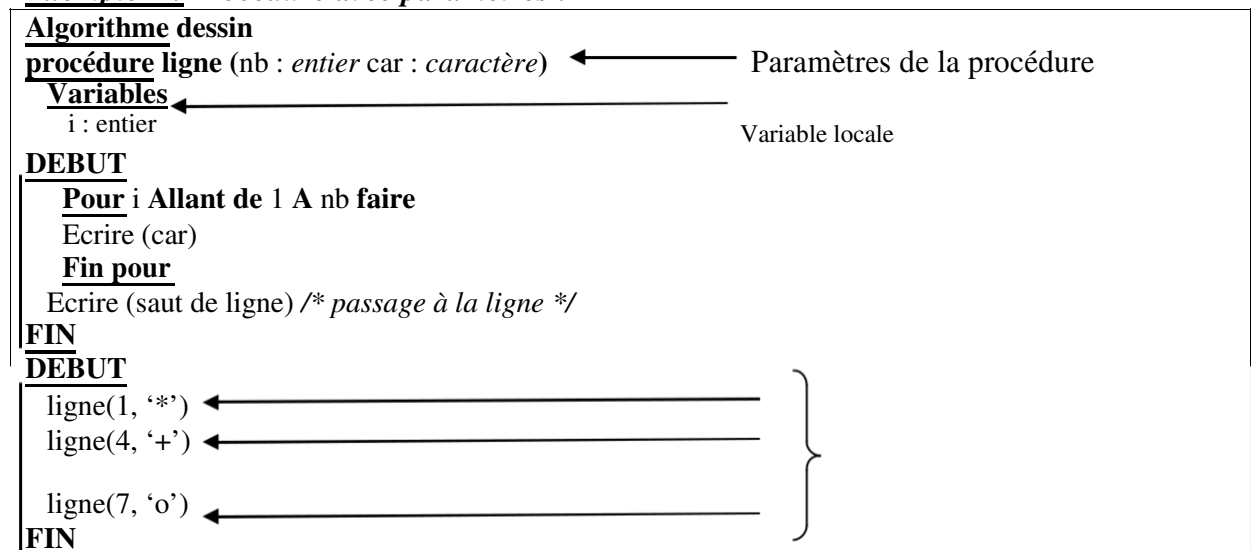 Algorithme dessin
procédure ligne (nb : entier car : caractère) Paramètres de la procédure
Variables
i : entier
Variable locale
DEBUT
Pour i Allant de 1 A nb faire
Ecrire (car)
Fin pour
Ecrire (saut de ligne) /* passage à la ligne */
FIN
DEBUT
ligne(1, ‘*’)
ligne(4, ‘+’)
ligne(7, ‘o’)
FIN